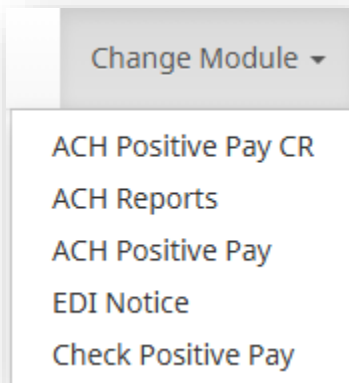 Change Module
ACH Positive Pay CR
ACH Reports
ACH Positive Pay
EDI Notice
Check Positive Pay